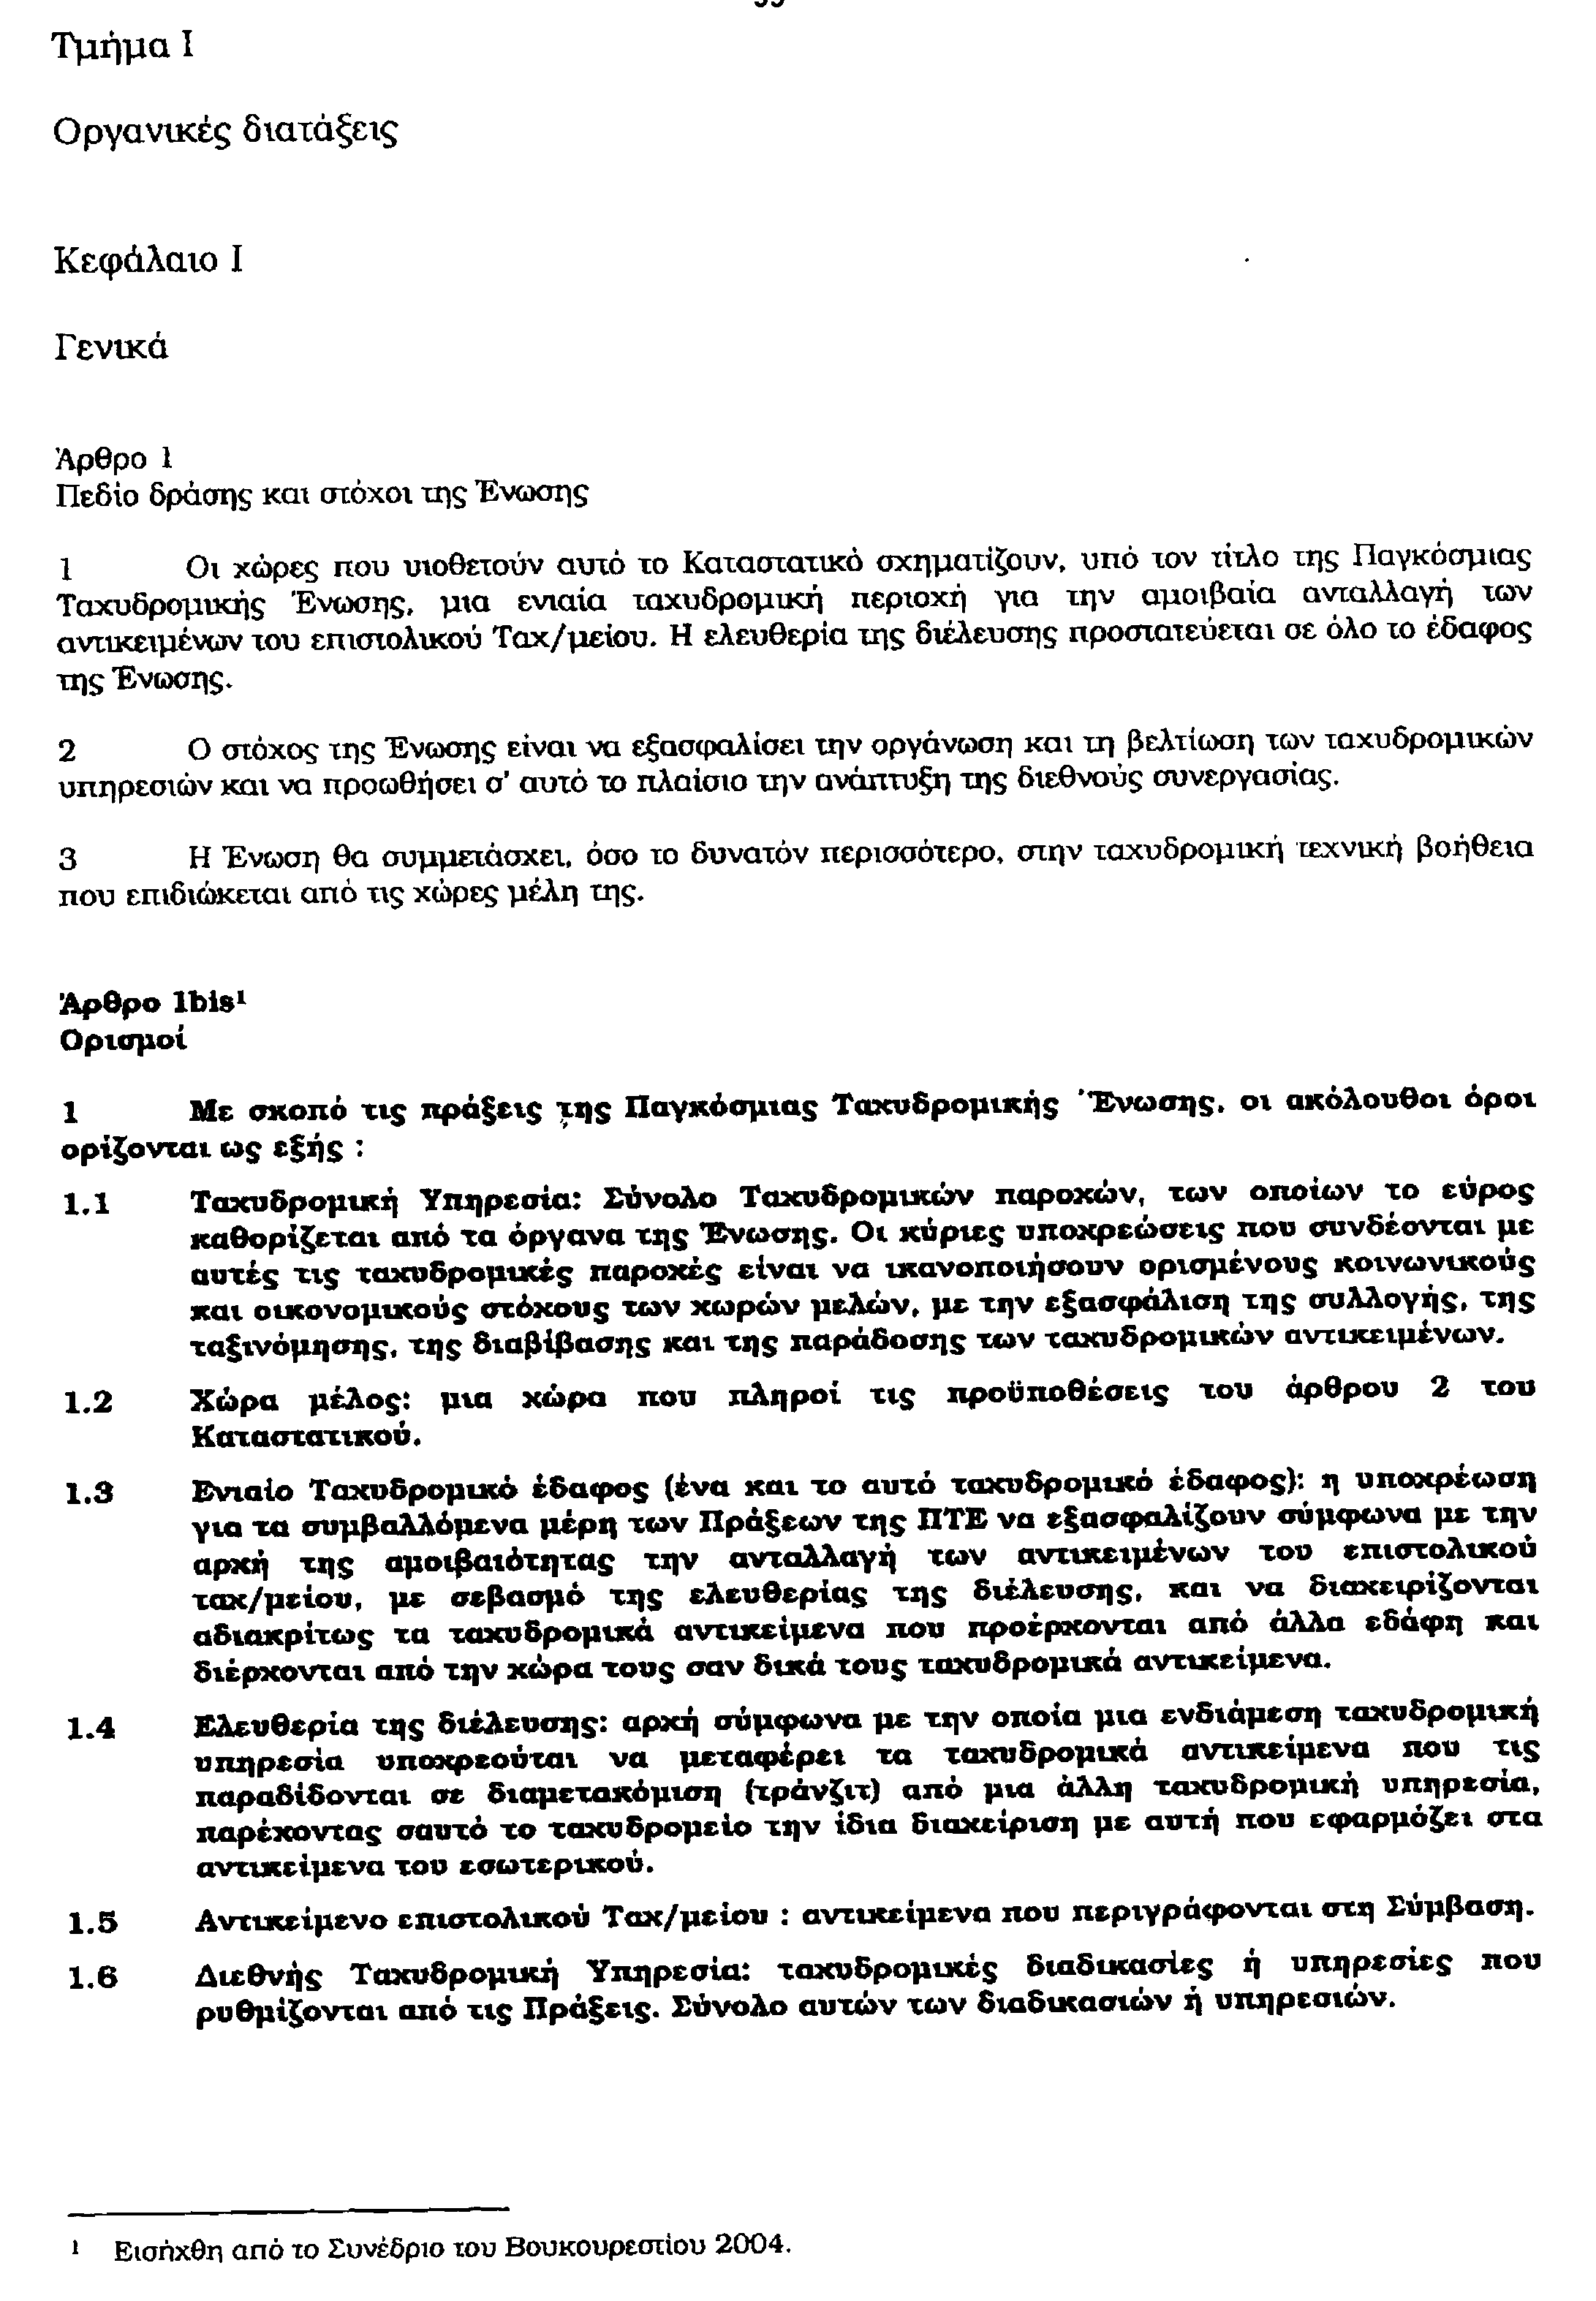 Τμήμα Ι
Οργανικές διατάξεις
Κεφάλαιο Ι
Γενικά
Άρθρο 1
Πεδίο δράσης και στόχοι της Ένωσης
1 Οι χώρες που υιοθετούν αυτό το Καταστατικό σχηματίζουν, υπό τον τίτλο της Παγκόσμιας
Ταχυδρομικής Ένωσης, μια ενιαία ταχυδρομική περιοχή για την αμοιβαία ανταλλαγή των
αντικειμένων του επιστολικού Ταχ/μείου. Η ελευθερία της διέλευσης προστατεύεται σε όλο το έδαφος
της Ένωσης.
2 Ο στόχος της Ένωσης είναι να εξασφαλίσει την οργάνωση και τη βελτίωση των ταχυδρομικών
υπηρεσιών και να προωθήσει σ' αυτό το πλαίσιο την ανάπτυξη της διεθνούς συνεργασίας.
3 Η Ένωση θα συμμετάσχει, όσο το δυνατόν περισσότερο, στην ταχυδρομική τεχνική βοήθεια
που επιδιώκεται από τις χώρες μέλη της.
Άρθρο 1bis¹
Ορισμοί
1 Με σκοπό τις πράξεις της Παγκόσμιας Ταχυδρομικής Ένωσης, οι ακόλουθοι όροι
ορίζονται ως εξής :
1.1 Ταχυδρομική Υπηρεσία: Σύνολο Ταχυδρομικών παροχών, των οποίων το εύρος
καθορίζεται από τα όργανα της Ένωσης. Οι κύριες υποχρεώσεις που συνδέονται με
αυτές τις ταχυδρομικές παροχές είναι να ικανοποιήσουν ορισμένους κοινωνικούς
και οικονομικούς στόχους των χωρών μελών, με την εξασφάλιση της συλλογής, της
ταξινόμησης, της διαβίβασης και της παράδοσης των ταχυδρομικών αντικειμένων.
1.2 Χώρα μέλος: μια χώρα που πληροί τις προϋποθέσεις του άρθρου 2 του
Καταστατικού.
1.3 Ενιαίο Ταχυδρομικό έδαφος (ένα και το αυτό ταχυδρομικό έδαφος): η υποχρέωση
για τα συμβαλλόμενα μέρη των Πράξεων της ΠΤΕ να εξασφαλίζουν σύμφωνα με την
αρχή της αμοιβαιότητας την ανταλλαγή των αντικειμένων του επιστολικού
ταχ/μείου, με σεβασμό της ελευθερίας της διέλευσης, και να διαχειρίζονται
αδιακρίτως τα ταχυδρομικά αντικείμενα που προέρχονται από άλλα εδάφη και
διέρχονται από την χώρα τους σαν δικά τους ταχυδρομικά αντικείμενα.
1.4 Ελευθερία της διέλευσης: αρχή σύμφωνα με την οποία μια ενδιάμεση ταχυδρομική
υπηρεσία υποχρεούται να μεταφέρει τα ταχυδρομικά αντικείμενα που τις
παραδίδονται σε διαμετακόμιση (τράνζιτ) από μια άλλη ταχυδρομική υπηρεσία,
παρέχοντας σαυτό το ταχυδρομείο την ίδια διαχείριση με αυτή που εφαρμόζει στα
αντικείμενα του εσωτερικού.
1.5 Αντικείμενο επιστολικού Ταχ/μείου : αντικείμενα που περιγράφονται στη Σύμβαση.
1.6 Διεθνής Ταχυδρομική Υπηρεσία: ταχυδρομικές διαδικασίες ή υπηρεσίες που
ρυθμίζονται από τις Πράξεις. Σύνολο αυτών των διαδικασιών ή υπηρεσιών.
¹ Εισήχθη από το Συνέδριο του Βουκουρεστίου 2004.